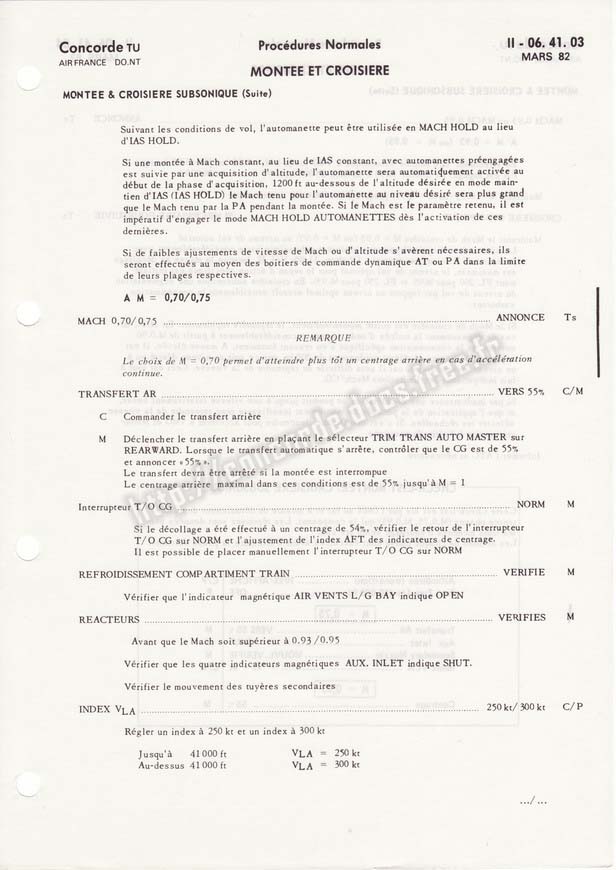 Concorde TU
AIR FRANCE DO.NT
Procédures Normales
MONTEE ET CROISIERE
II - 06. 41. 03
MARS 82
MONTEE & CROISIERE SUBSONIQUE (Suite)
Suivant les conditions de vol, l'automanette peut être utilisée en MACH HOLD au lieu
d'IAS HOLD.
Si une montée à Mach constant, au lieu de IAS constant, avec automanettes préengagées
est suivie par une acquisition d'altitude, l'automanette sera automatiquement activée au
début de la phase d'acquisition, 1200 ft au-dessous de l'altitude désirée en mode main-
tien d'IAS (IAS HOLD) le Mach tenu pour l'automanette au niveau désiré sera plus grand
que le Mach tenu par la PA pendant la montée. Si le Mach est le paramètre retenu, il est
impératif d'engager le mode MACH HOLD AUTOMANETTES dès l'activation de ces
dernières.
Si de faibles ajustements de vitesse de Mach ou d'altitude s'avèrent nécessaires, ils
seront effectués au moyen des boitiers de commande dynamique AT ou PA dans la limite
de leurs plages respectives.
A M = 0,70/0,75
MACH 0,70/0,75 ........ ANNONCE Ts
REMARQUE
Le choix de M = 0,70 permet d'atteindre plus tôt un centrage arrière en cas d'accélération
continue.
TRANSFERT AR ........ VERS 55% C/M
C Commander le transfert arrière
M Déclencher le transfert arrière en plaçant le sélecteur TRIM TRANS AUTO MASTER sur
REARWARD. Lorsque le transfert automatique s'arrête, contrôler que le CG est de 55%
et annoncer « 55% ».
Le transfert devra être arrêté si la montée est interrompue
Le centrage arrière maximal dans ces conditions est de 55% jusqu'à M = 1
Interrupteur T/O CG ........ NORM M
Si le décollage a été effectué à un centrage de 54%, vérifier le retour de l'interrupteur
T/O CG sur NORM et l'ajustement de l'index AFT des indicateurs de centrage.
Il est possible de placer manuellement l'interrupteur T/O CG sur NORM
REFROIDISSEMENT COMPARTIMENT TRAIN ........ VERIFIE M
Vérifier que l'indicateur magnétique AIR VENTS L/G BAY indique OPEN
REACTEURS ........ VERIFIES M
Avant que le Mach soit supérieur à 0.93 /0.95
Vérifier que les quatre indicateurs magnétiques AUX. INLET indique SHUT.
Vérifier le mouvement des tuyères secondaires
INDEX VLA ........ 250 kt/300 kt C/P
Régler un index à 250 kt et un index à 300 kt
Jusqu'à 41 000 ft VLA = 250 kt
Au-dessus 41 000 ft VLA = 300 kt
.../...
http://concorde.docs.free.fr